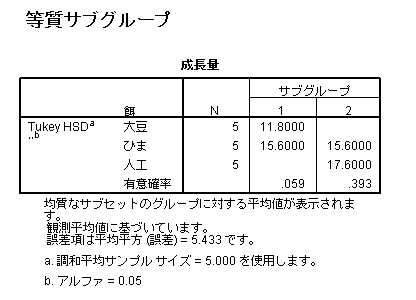 等質サブグループ
成長量
サブグループ
餌 N 1 2
Tukey HSD a 大豆 5 11.8000
,,b
ひま 5 15.6000 15.6000
人工 5 17.6000
有意確率 .059 .393
均質なサブセットのグループに対する平均値が表示されま
す。
観測平均値に基づいています。
誤差項は平均平方 (誤差) = 5.433 です。
a. 調和平均サンプル サイズ = 5.000 を使用します。
b. アルファ = 0.05